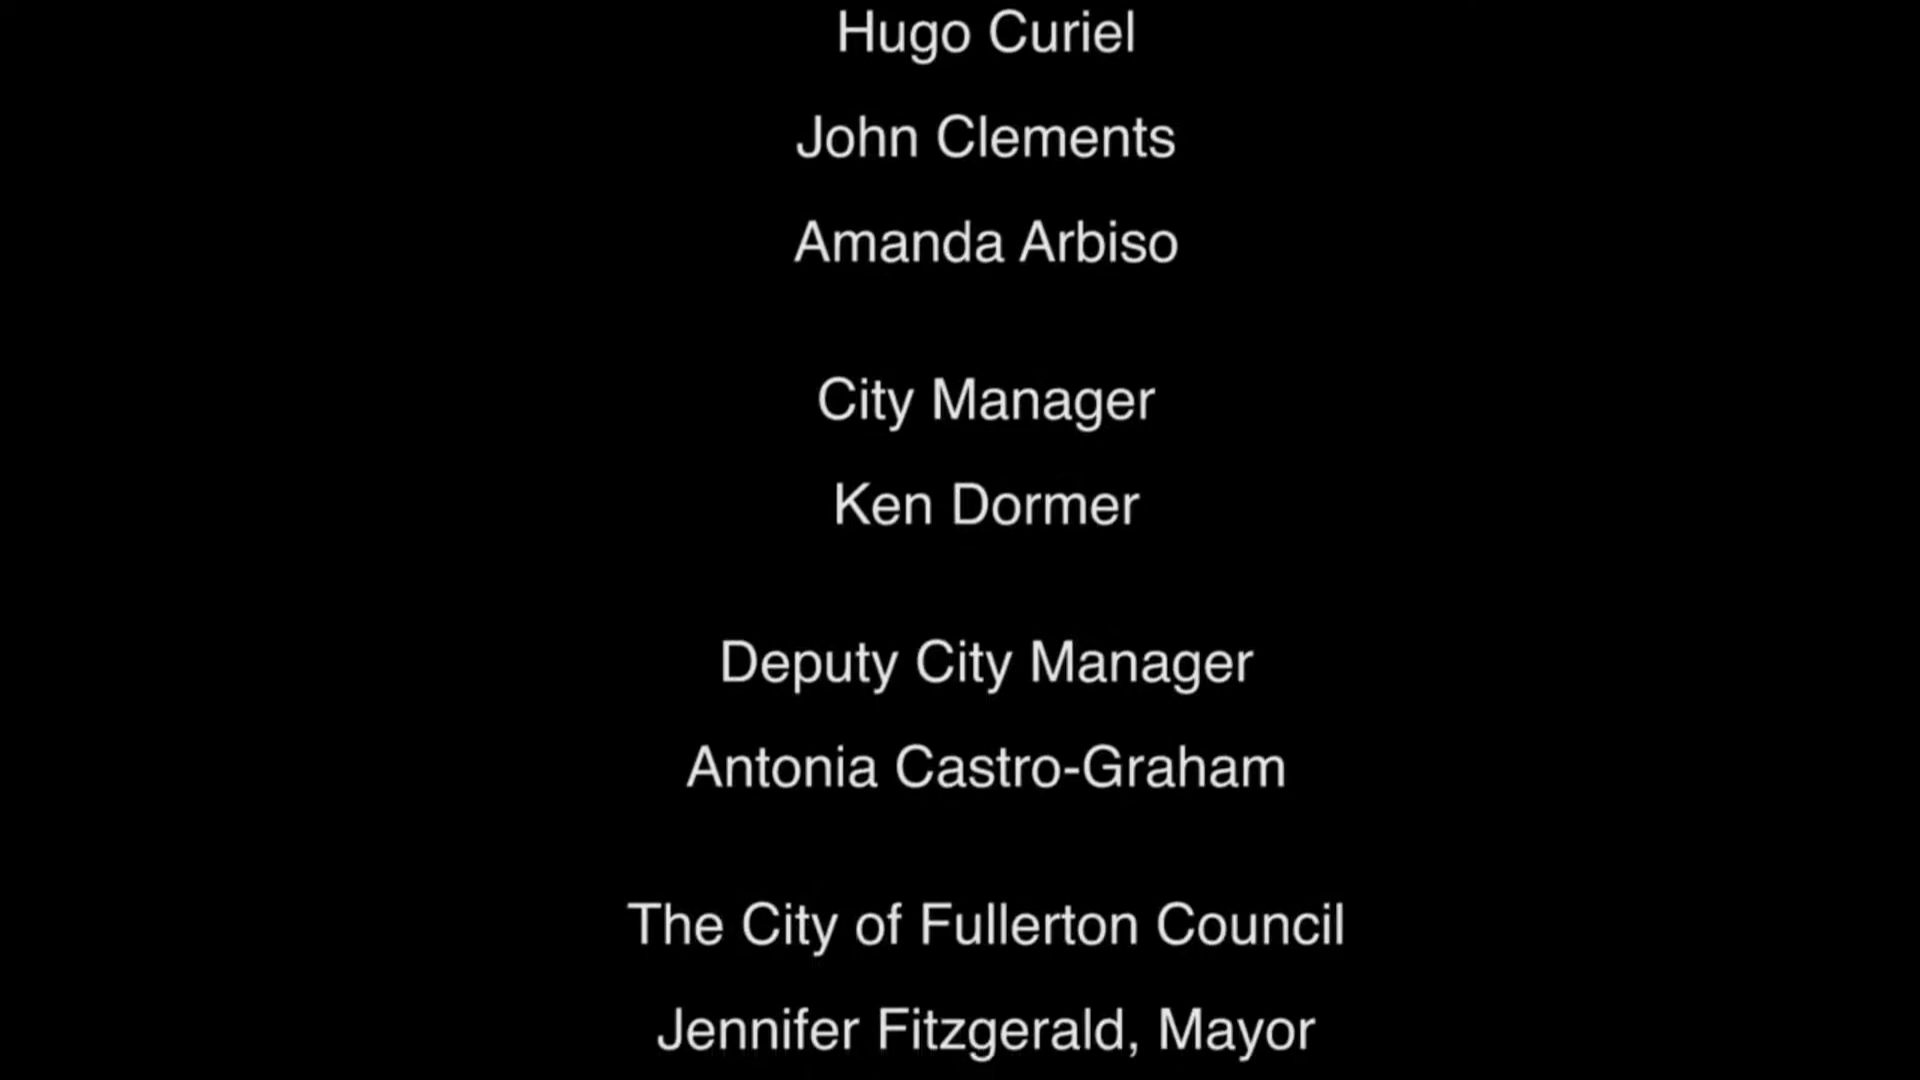 Hugo Curiel
John Clements
Amanda Arbiso
City Manager
Ken Dormer
Deputy City Manager
Antonia Castro-Graham
The City of Fullerton Council
Jennifer Fitzgerald, Mayor